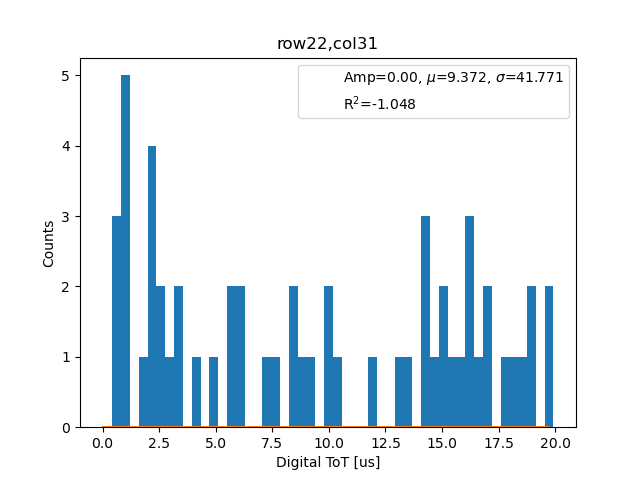 row22,col31
Amp=0.00, μ=9.372, σ=41.771
R²=-1.048
5
4
3
2
1
0
Counts
0.0 2.5 5.0 7.5 10.0 12.5 15.0 17.5 20.0
Digital ToT [us]